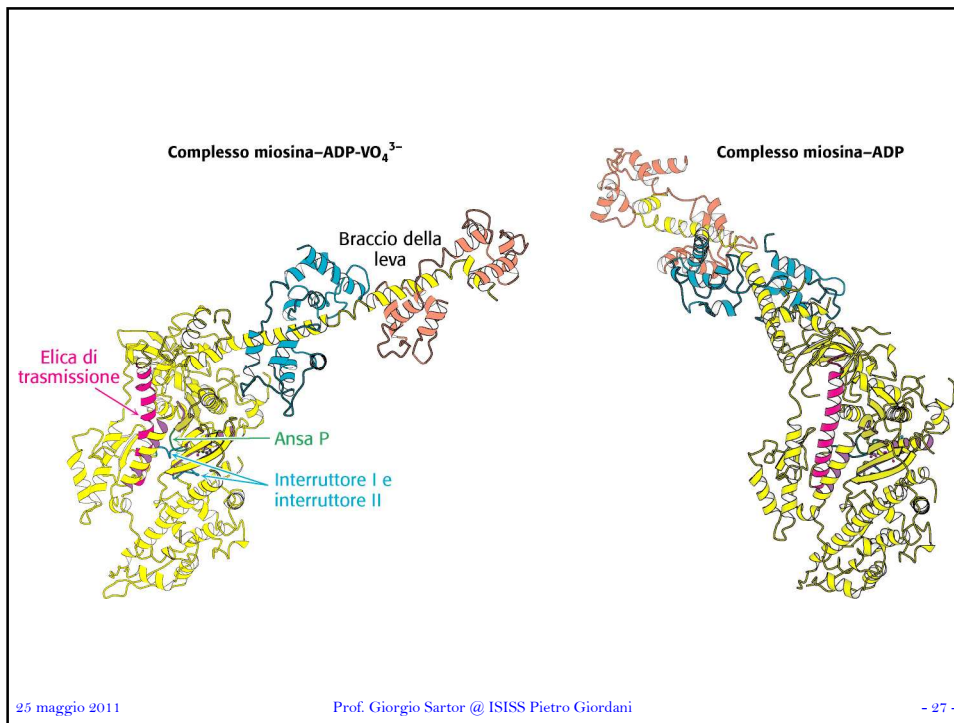 Complesso miosina–ADP-VO₄³⁻
Complesso miosina–ADP
Braccio della
leva
Elica di
trasmissione
Ansa P
Interruttore I e
interruttore II
25 maggio 2011
Prof. Giorgio Sartor @ ISISS Pietro Giordani
- 27 -